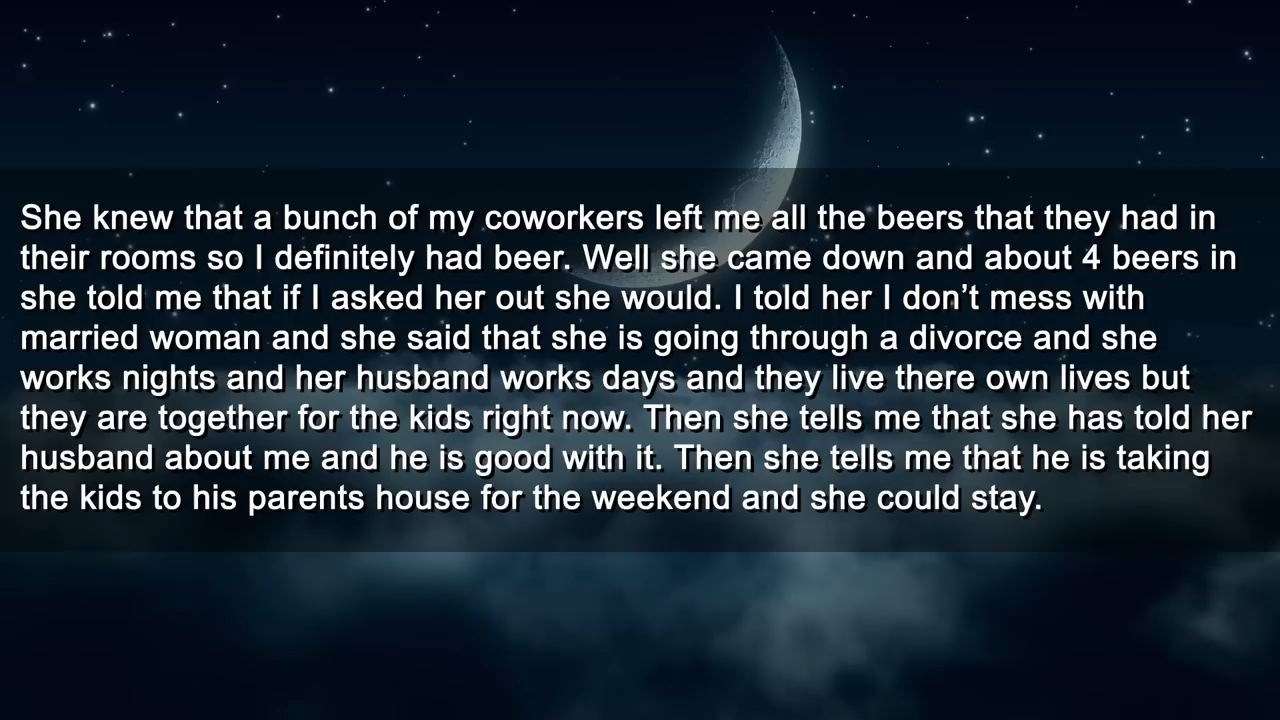 She knew that a bunch of my coworkers left me all the beers that they had in
their rooms so I definitely had beer. Well she came down and about 4 beers in
she told me that if I asked her out she would. I told her I don’t mess with
married woman and she said that she is going through a divorce and she
works nights and her husband works days and they live there own lives but
they are together for the kids right now. Then she tells me that she has told her
husband about me and he is good with it. Then she tells me that he is taking
the kids to his parents house for the weekend and she could stay.